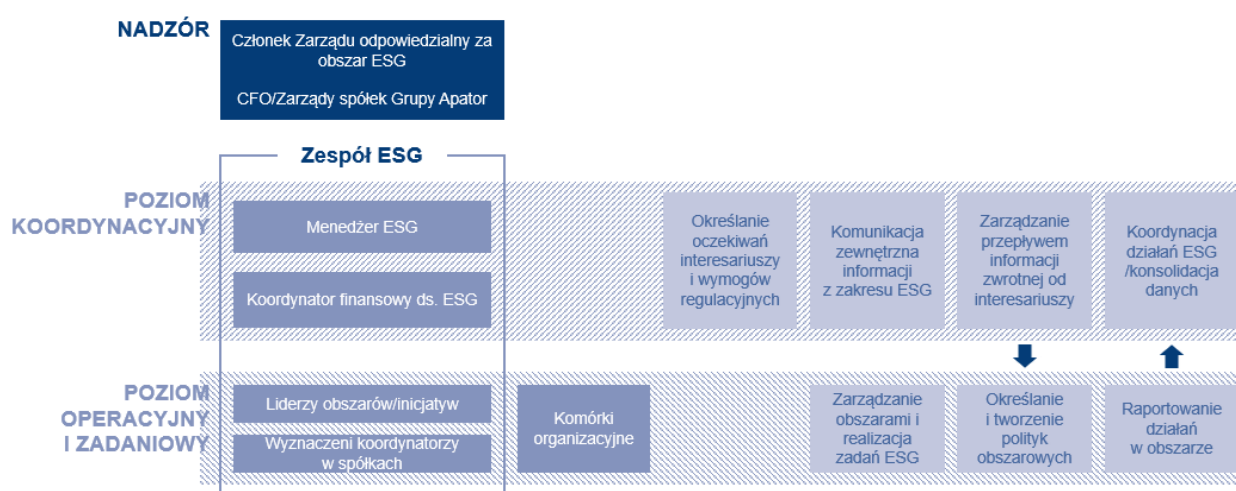 NADZÓR
Członek Zarządu odpowiedzialny za
obszar ESG
CFO/Zarządy spółek Grupy Apator
Zespół ESG
POZIOM
KOORDYNACYJNY
Menedżer ESG
Koordynator finansowy ds. ESG
Określanie
oczekiwań
interesariuszy
i wymogów
regulacyjnych
Komunikacja
zewnętrzna
informacji
z zakresu ESG
Zarządzanie
przepływem
informacji
zwrotnej od
interesariuszy
Koordynacja
działań ESG
/konsolidacja
danych
POZIOM
OPERACYJNY
I ZADANIOWY
Liderzy obszarów/inicjatyw
Wyznaczeni koordynatorzy
w spółkach
Komórki
organizacyjne
Zarządzanie
obszarami i
realizacja
zadań ESG
Określanie
i tworzenie
polityk
obszarowych
Raportowanie
działań
w obszarze